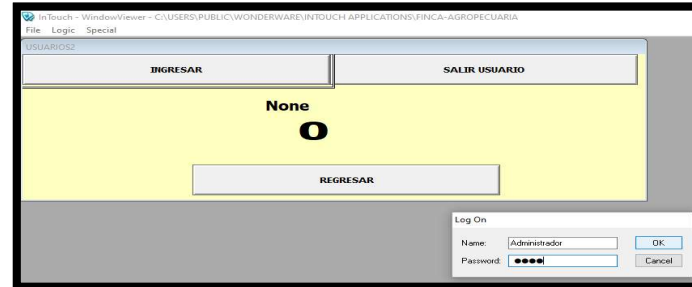 InTouch - WindowViewer - C:\USERS\PUBLIC\WONDERWARE\INTOUCH APPLICATIONS\FINCA-AGROPECUARIA
File Logic Special
USUARIOS2
INGRESAR
SALIR USUARIO
None
0
REGRESAR
Log On
Name: Administrador OK
Password: ●●●● Cancel